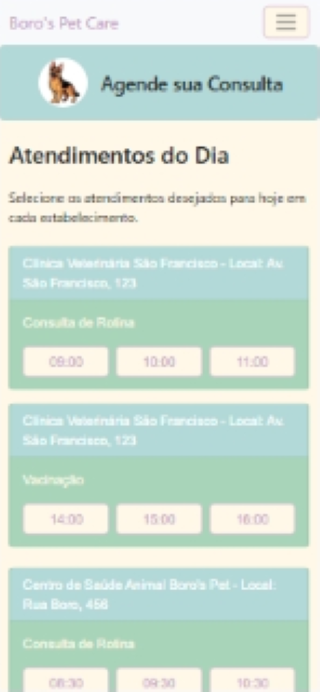 Boro's Pet Care
Agende sua Consulta
Atendimentos do Dia
Selecione os atendimentos desejados para hoje em
cada estabelecimento.
Clínica Veterinária São Francisco - Local: Av.
São Francisco, 123
Consulta de Rotina
09:00 10:00 11:00
Clínica Veterinária São Francisco - Local: Av.
São Francisco, 123
Vacinação
14:00 15:00 16:00
Centro de Saúde Animal Boro's Pet - Local:
Rua Boro, 456
Consulta de Rotina
08:30 09:30 10:30